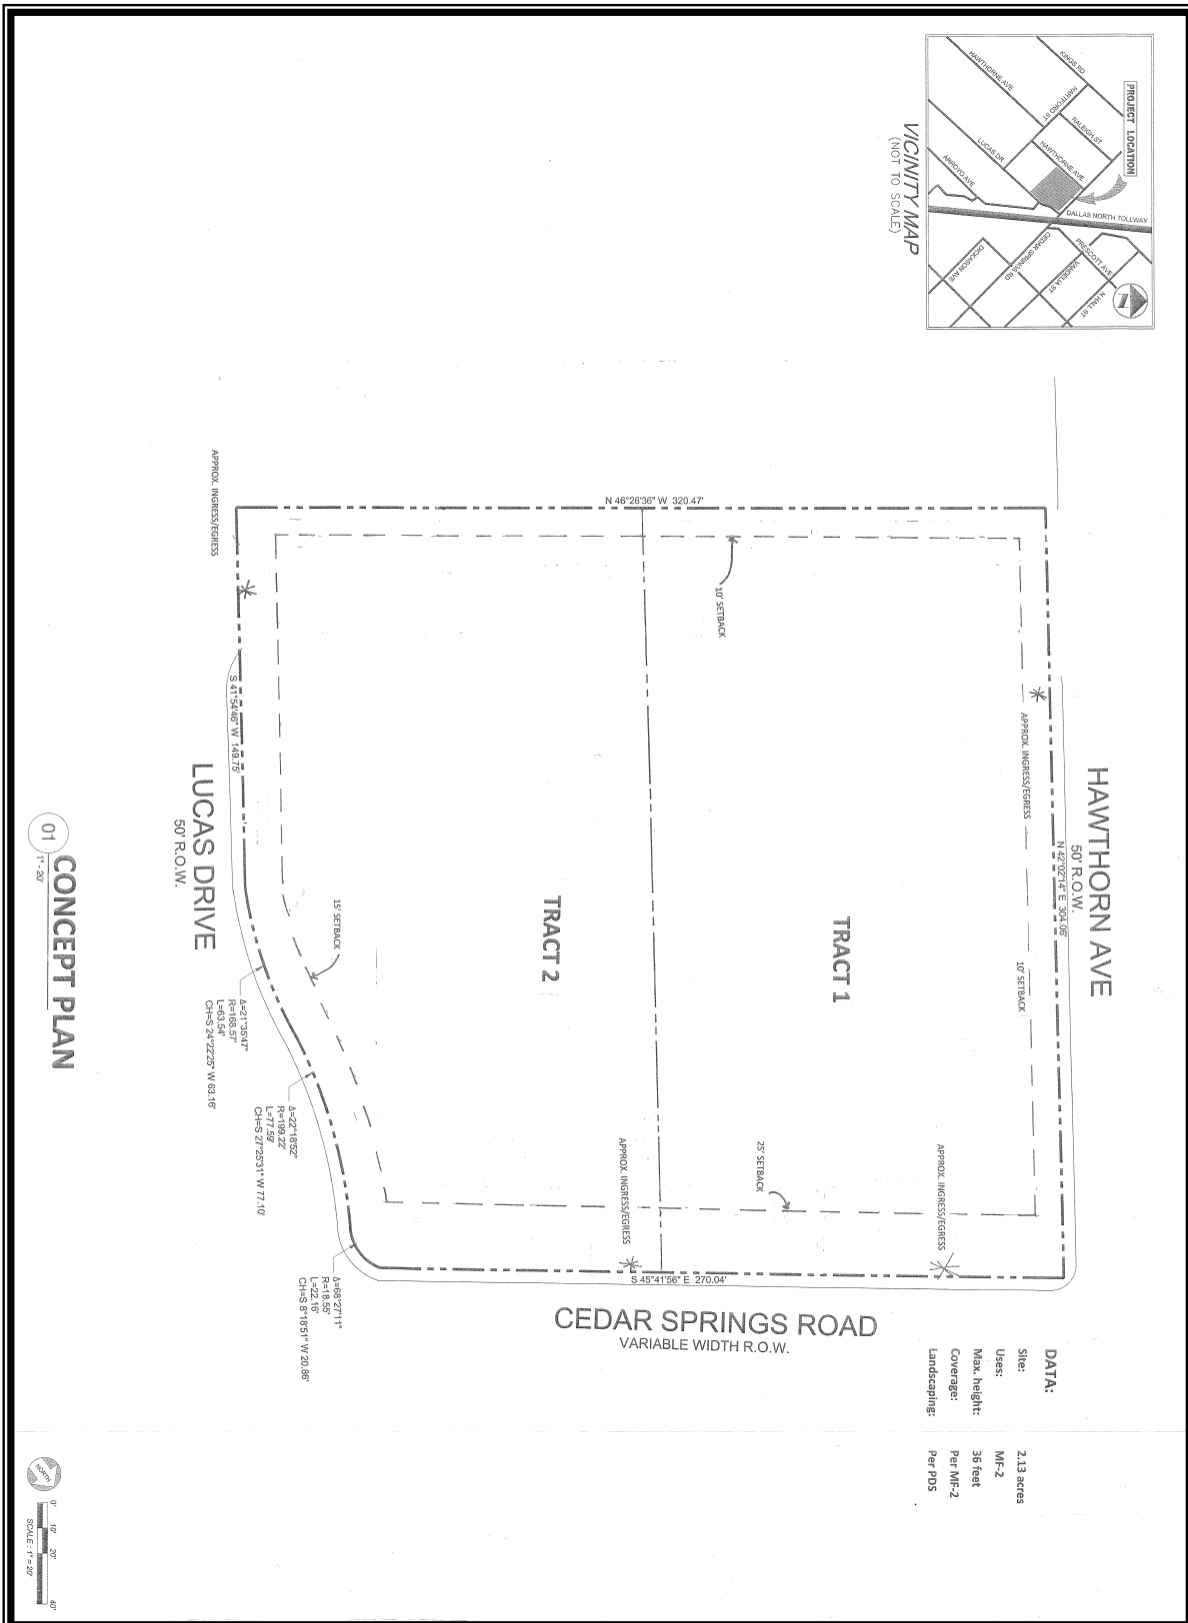 PROJECT LOCATION
KINGS RD
HAWTHORNE AVE
HARTFORD ST
RALEIGH ST
HAWTHORNE AVE
LUCAS DR
ARROYO AVE
DALLAS NORTH TOLLWAY
PRESCOTT AVE
CEDAR SPRINGS RD
VANDELIA ST
DICKASON AVE
N HALL ST
N
VICINITY MAP
(NOT TO SCALE)
HAWTHORN AVE
50' R.O.W.
N 42°02'14" E 304.06'
APPROX. INGRESS/EGRESS
10' SETBACK
N 46°26'36" W 320.47'
10' SETBACK
TRACT 1
TRACT 2
25' SETBACK
APPROX. INGRESS/EGRESS
APPROX. INGRESS/EGRESS
S 45°41'56" E 270.04'
CEDAR SPRINGS ROAD
VARIABLE WIDTH R.O.W.
APPROX. INGRESS/EGRESS
S 41°54'46" W 149.75'
15' SETBACK
LUCAS DRIVE
50' R.O.W.
Δ=21°35'47"
R=168.57'
L=63.54'
CH=S 24°22'25" W 63.16'
Δ=22°18'52"
R=199.22'
L=77.59'
CH=S 27°25'31" W 77.10'
Δ=68°27'11"
R=18.55'
L=22.16'
CH=S 8°18'51" W 20.86'
DATA:
Site: 2.13 acres
Uses: MF-2
Max. height: 36 feet
Coverage: Per MF-2
Landscaping: Per PDS
01 CONCEPT PLAN
1" - 20'
NORTH
0' 10' 20' 40'
SCALE : 1" = 20'